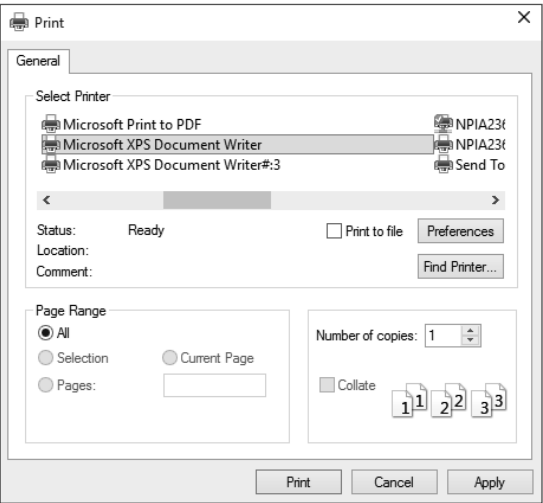 Print
General
Select Printer
Microsoft Print to PDF NPIA236
Microsoft XPS Document Writer NPIA236
Microsoft XPS Document Writer#:3 Send To
Status: Ready
Print to file
Preferences
Location:
Comment:
Find Printer...
Page Range
All
Selection
Current Page
Pages:
Number of copies: 1
Collate
1 1 2 2 3 3
Print Cancel Apply